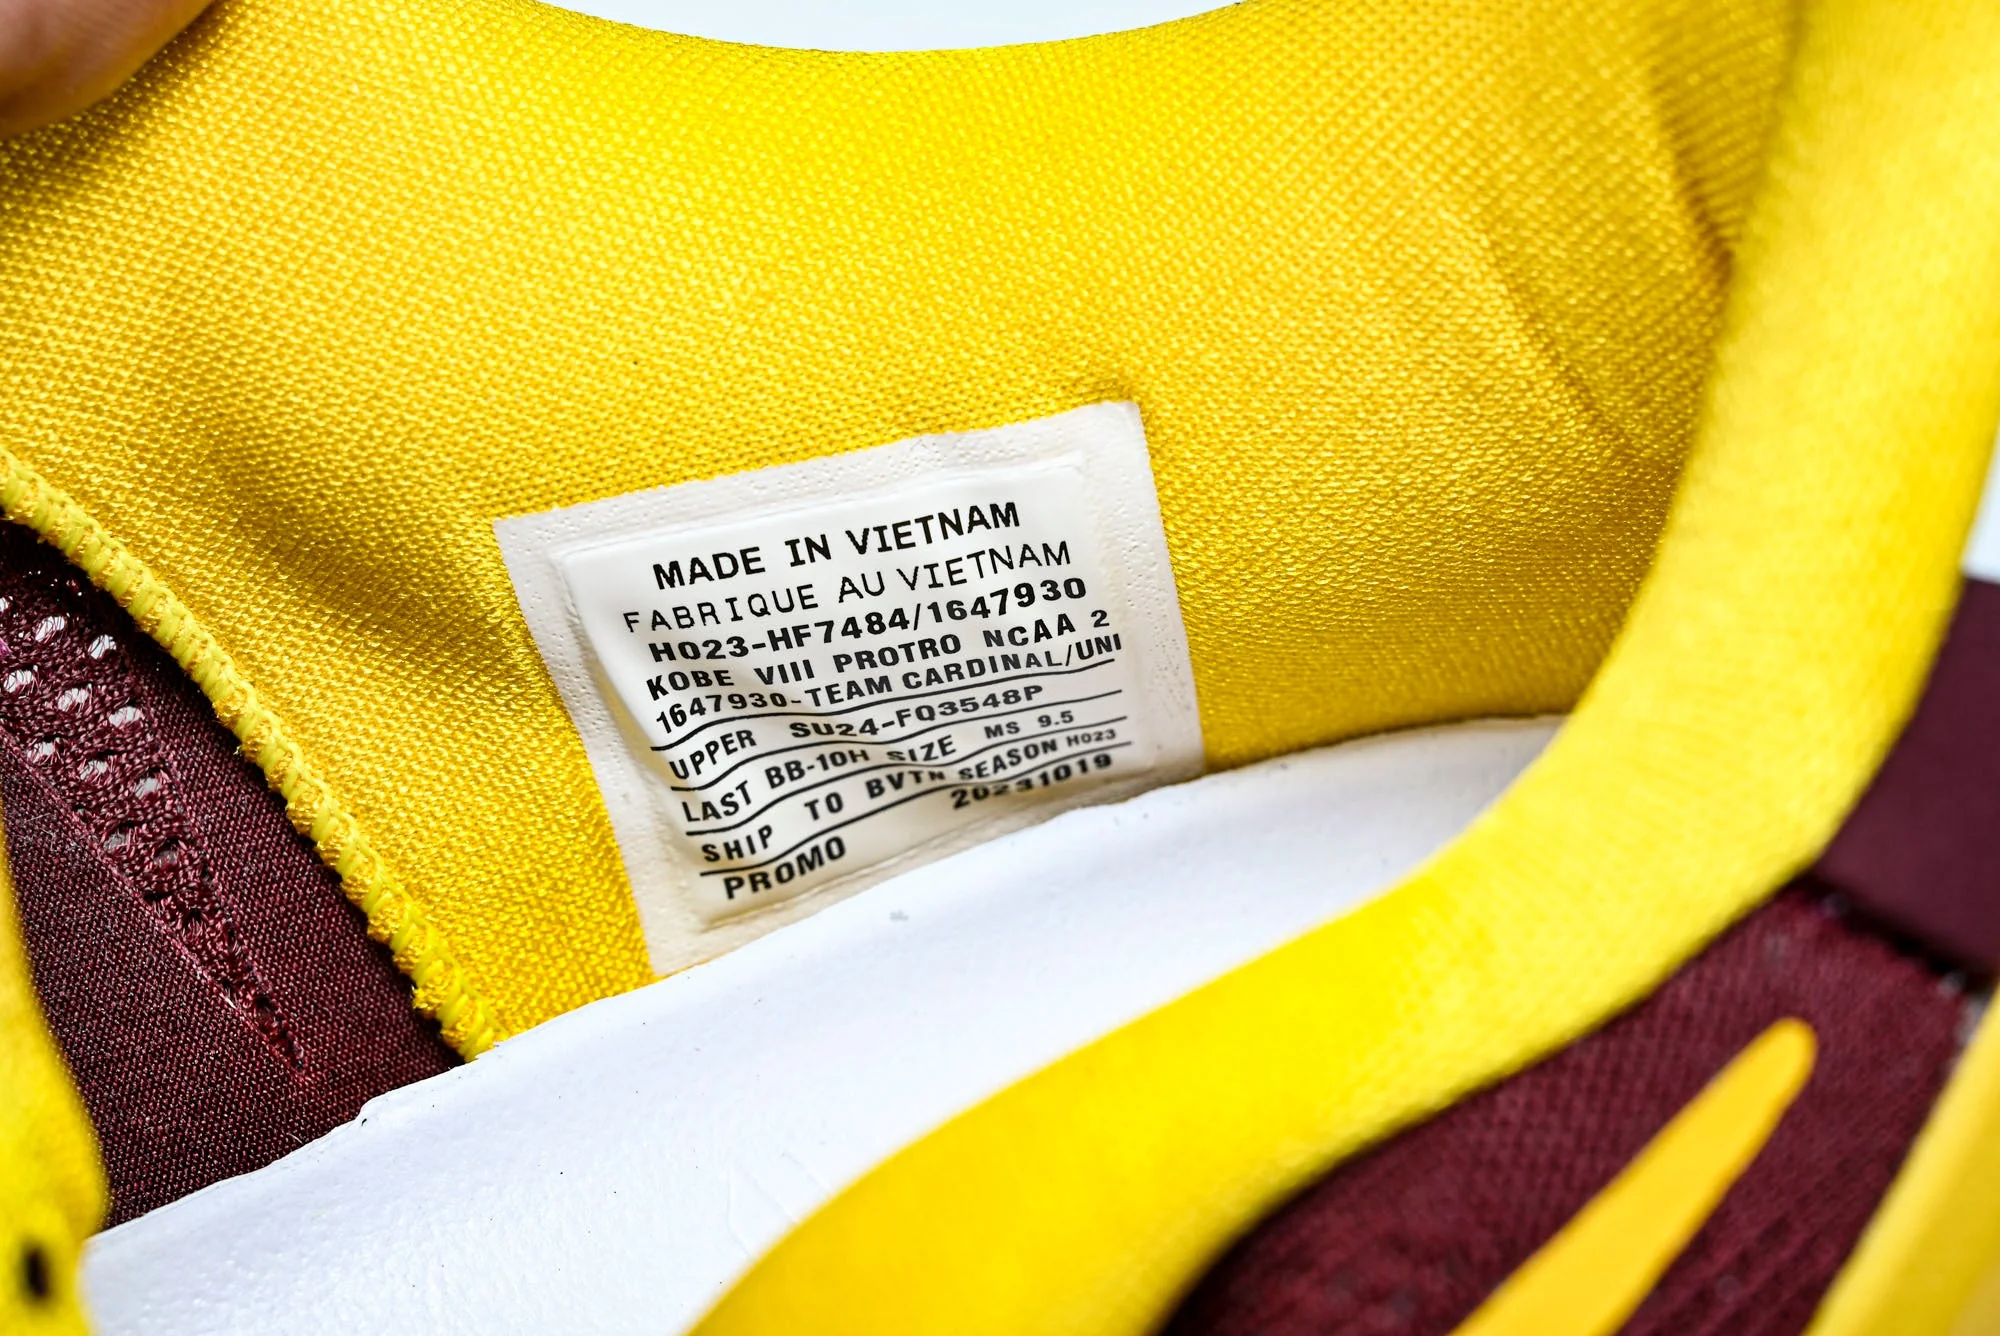 MADE IN VIETNAM
FABRIQUE AU VIETNAM
H023-HF7484/1647930
KOBE VIII PROTRO NCAA 2
1647930-TEAM CARDINAL/UNI
UPPER SU24-FQ3548P
LAST BB-10H SIZE MS 9.5
SHIP TO BVTN SEASON H023
PROMO 20231019